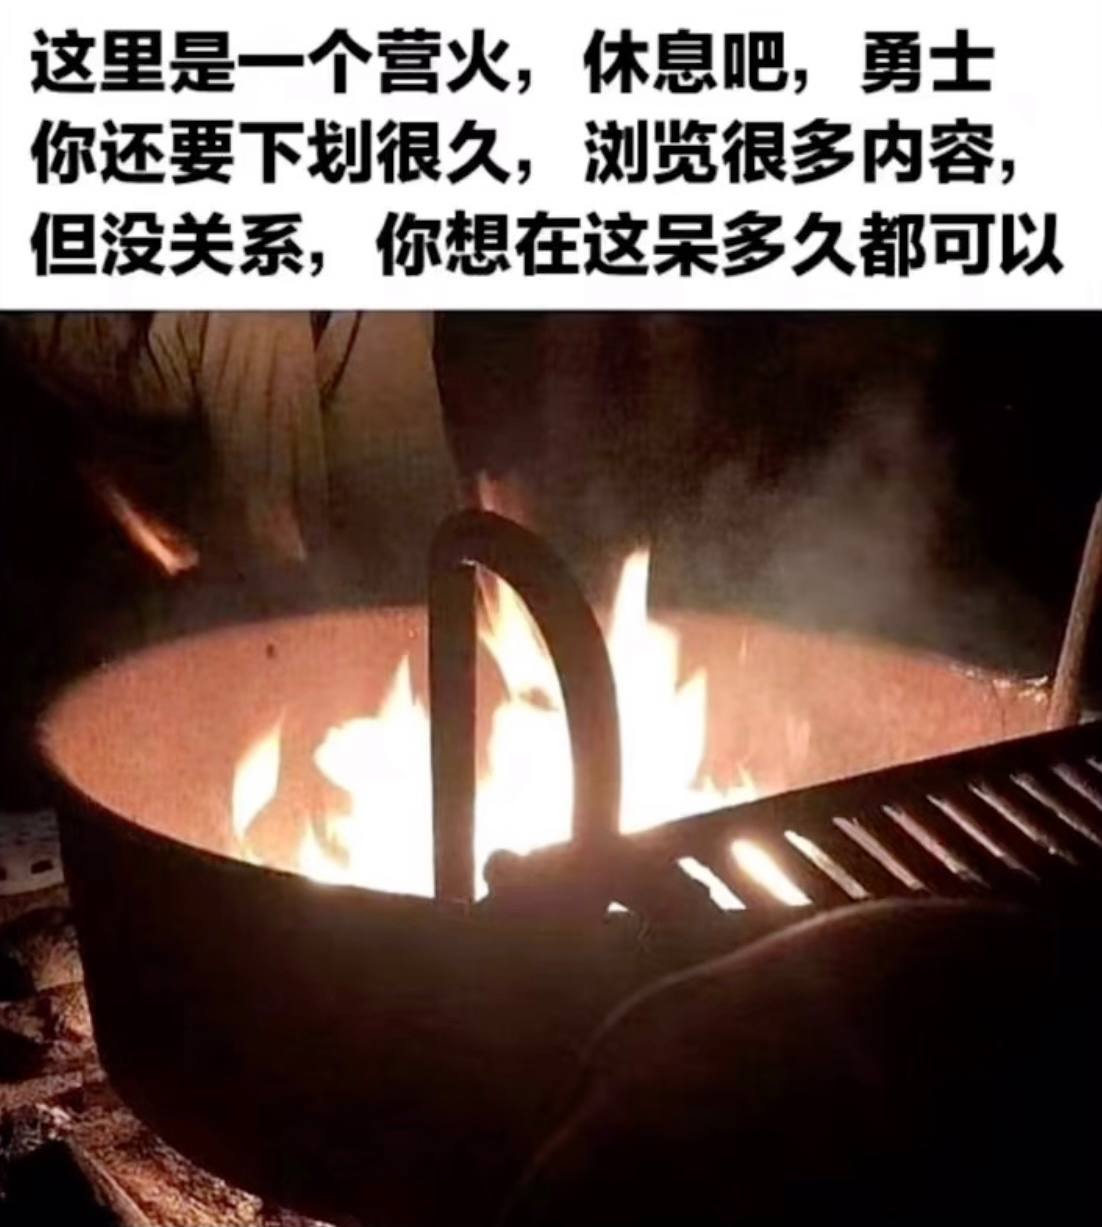 这里是一个营火，休息吧，勇士
你还要下划很久，浏览很多内容，
但没关系，你想在这呆多久都可以